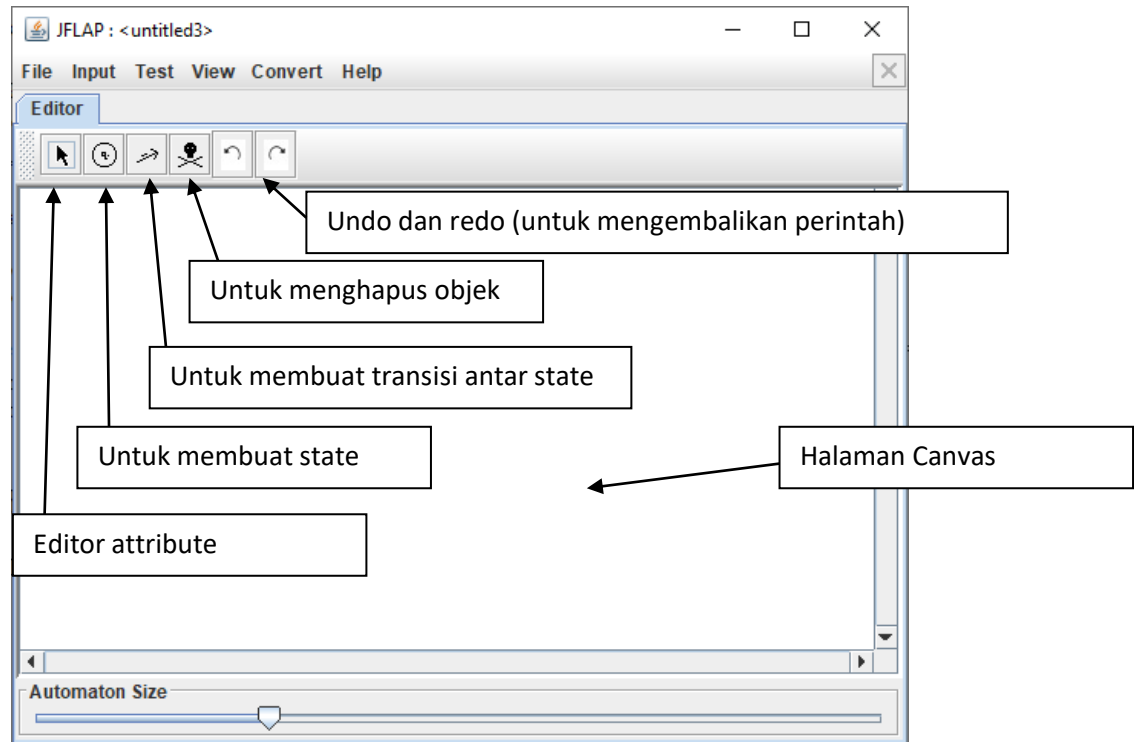 JFLAP : <untitled3>
File Input Test View Convert Help
Editor
Undo dan redo (untuk mengembalikan perintah)
Untuk menghapus objek
Untuk membuat transisi antar state
Untuk membuat state
Halaman Canvas
Editor attribute
Automaton Size